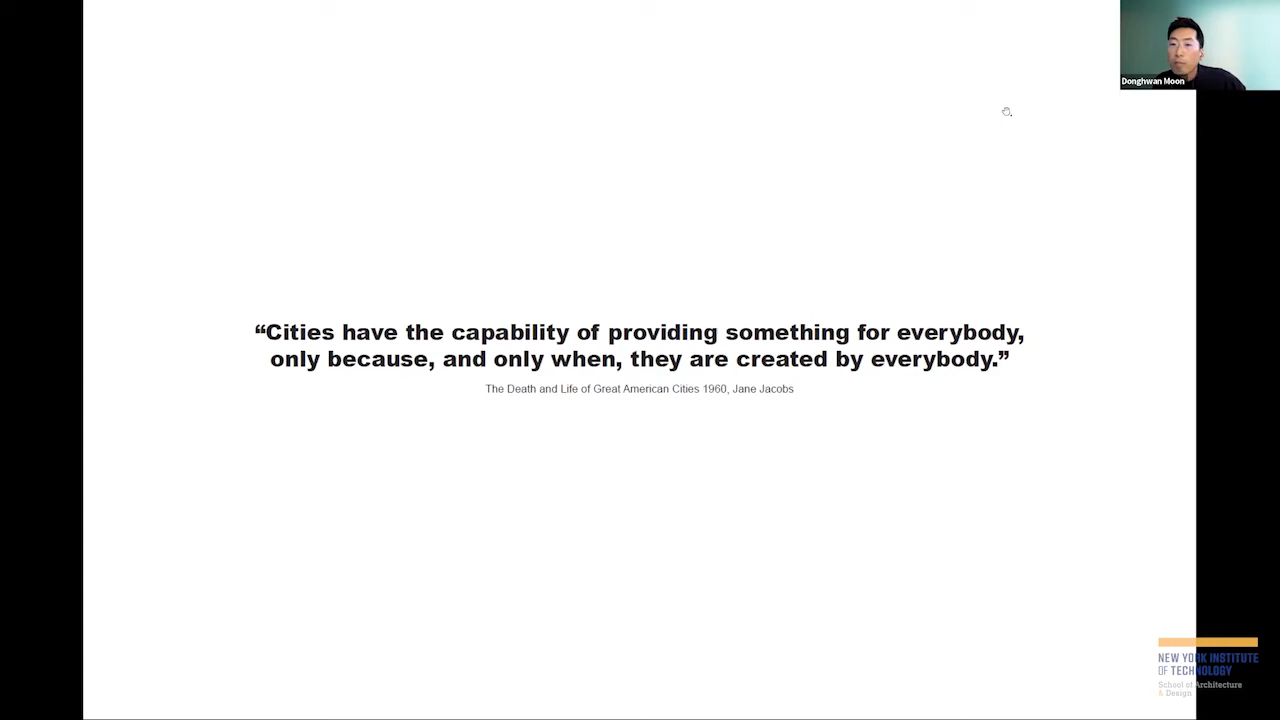 Donghwan Moon
“Cities have the capability of providing something for everybody,
only because, and only when, they are created by everybody.”
The Death and Life of Great American Cities 1960, Jane Jacobs
NEW YORK INSTITUTE
OF TECHNOLOGY
School of Architecture
& Design